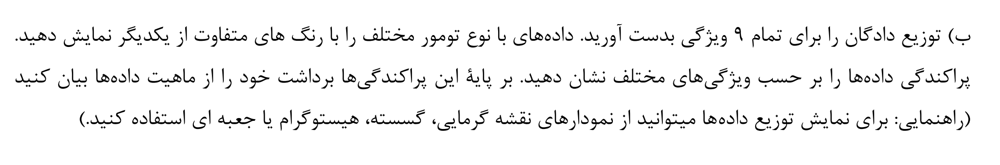 ب) توزیع دادگان را برای تمام ۹ ویژگی بدست آورید. داده‌های با نوع تومور مختلف را با رنگ های متفاوت از یکدیگر نمایش دهید.
پراکندگی داده‌ها را بر حسب ویژگی‌های مختلف نشان دهید. بر پایهٔ این پراکندگی‌ها برداشت خود را از ماهیت داده‌ها بیان کنید
(راهنمایی: برای نمایش توزیع داده‌ها میتوانید از نمودارهای نقشه گرمایی، گسسته، هیستوگرام یا جعبه ای استفاده کنید.)